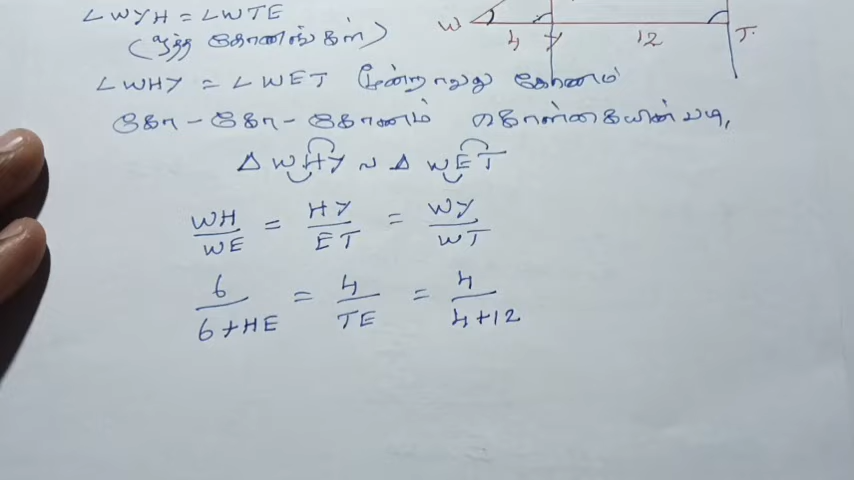 ∠WYH = ∠WTE
(ஒத்த கோணங்கள்)
W 4 Y 12 T
∠WHY = ∠WET மூன்றாவது கோணம்
கோ - கோ - கோணம் கொள்கையின் படி,
Δ WHY ~ Δ WET
WH/WE = HY/ET = WY/WT
6/6+HE = 4/TE = 4/4+12